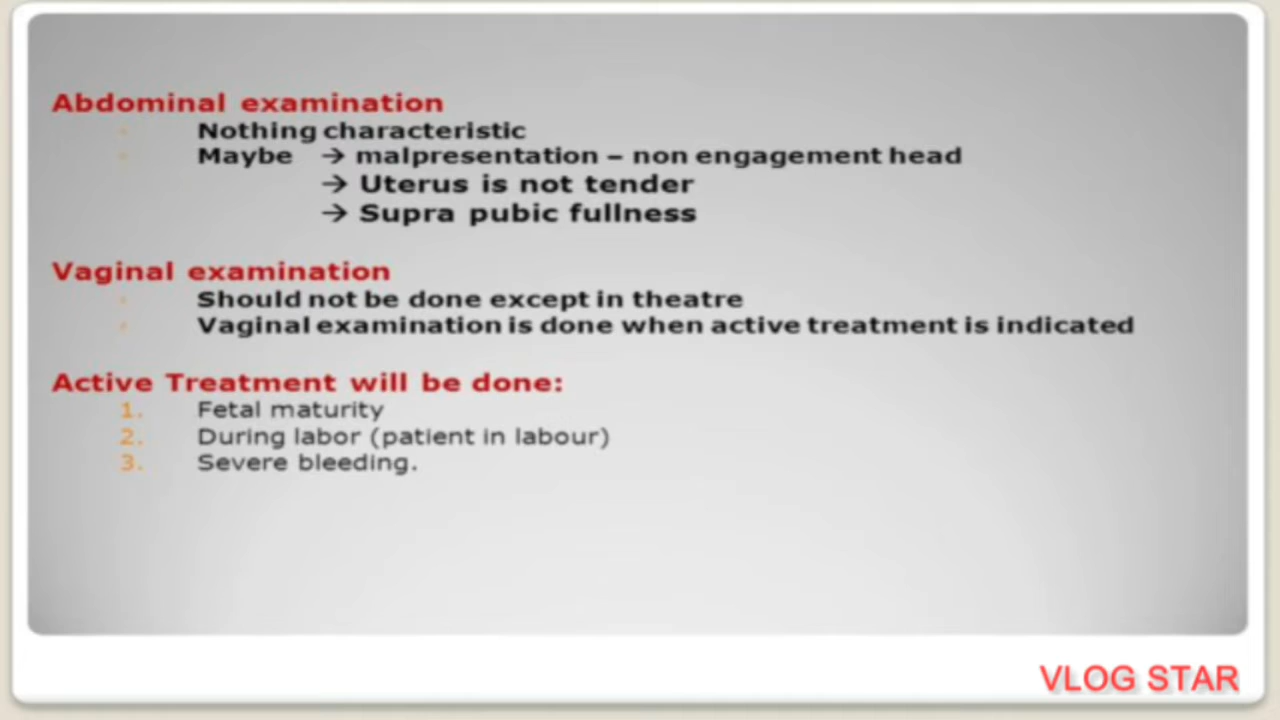 Abdominal examination
Nothing characteristic
Maybe → malpresentation – non engagement head
→ Uterus is not tender
→ Supra pubic fullness
Vaginal examination
Should not be done except in theatre
Vaginal examination is done when active treatment is indicated
Active Treatment will be done:
1. Fetal maturity
2. During labor (patient in labour)
3. Severe bleeding.
VLOG STAR